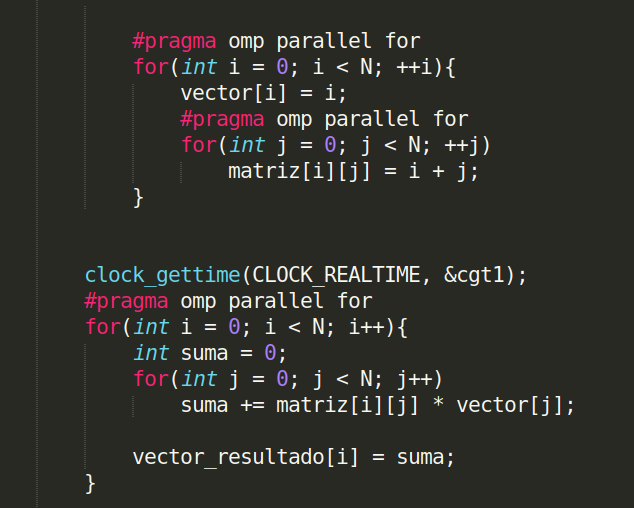 #pragma omp parallel for
for(int i = 0; i < N; ++i){
vector[i] = i;
#pragma omp parallel for
for(int j = 0; j < N; ++j)
matriz[i][j] = i + j;
}
clock_gettime(CLOCK_REALTIME, &cgt1);
#pragma omp parallel for
for(int i = 0; i < N; i++){
int suma = 0;
for(int j = 0; j < N; j++)
suma += matriz[i][j] * vector[j];
vector_resultado[i] = suma;
}